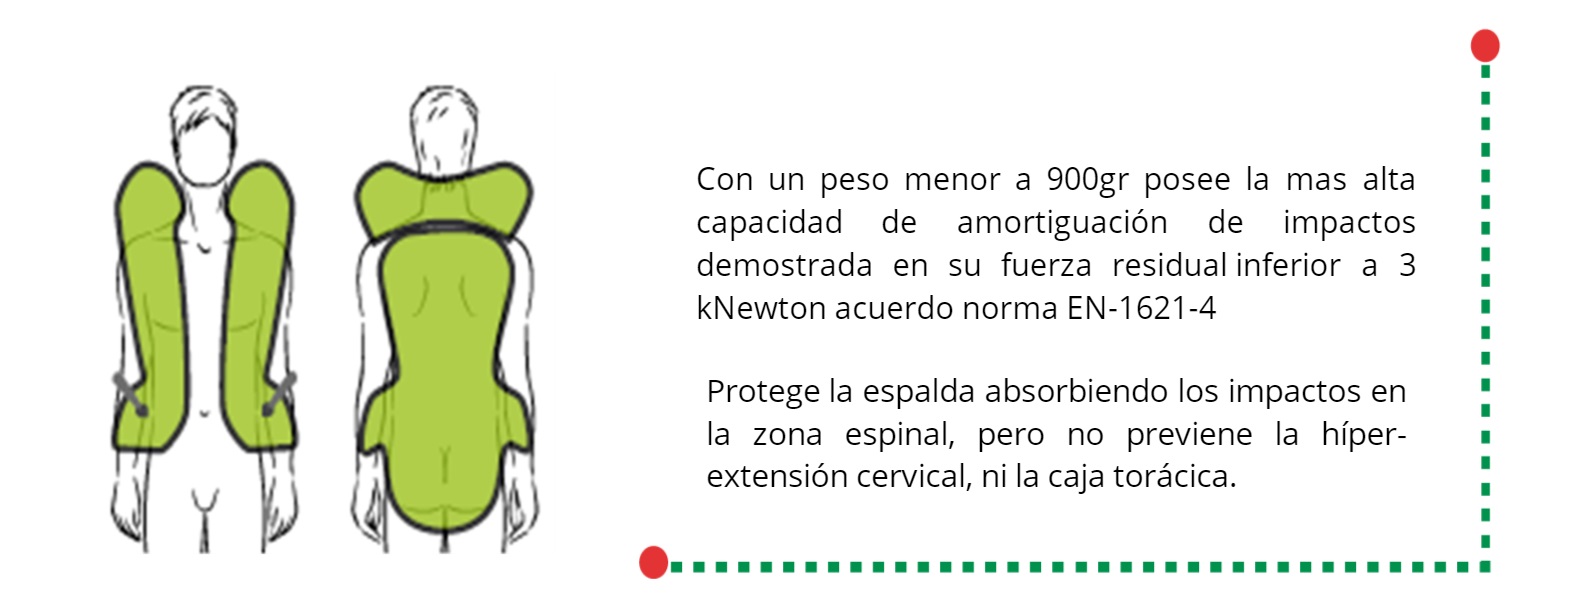 Con un peso menor a 900gr posee la mas alta
capacidad de amortiguación de impactos
demostrada en su fuerza residual inferior a 3
kNewton acuerdo norma EN-1621-4
Protege la espalda absorbiendo los impactos en
la zona espinal, pero no previene la híper-
extensión cervical, ni la caja torácica.